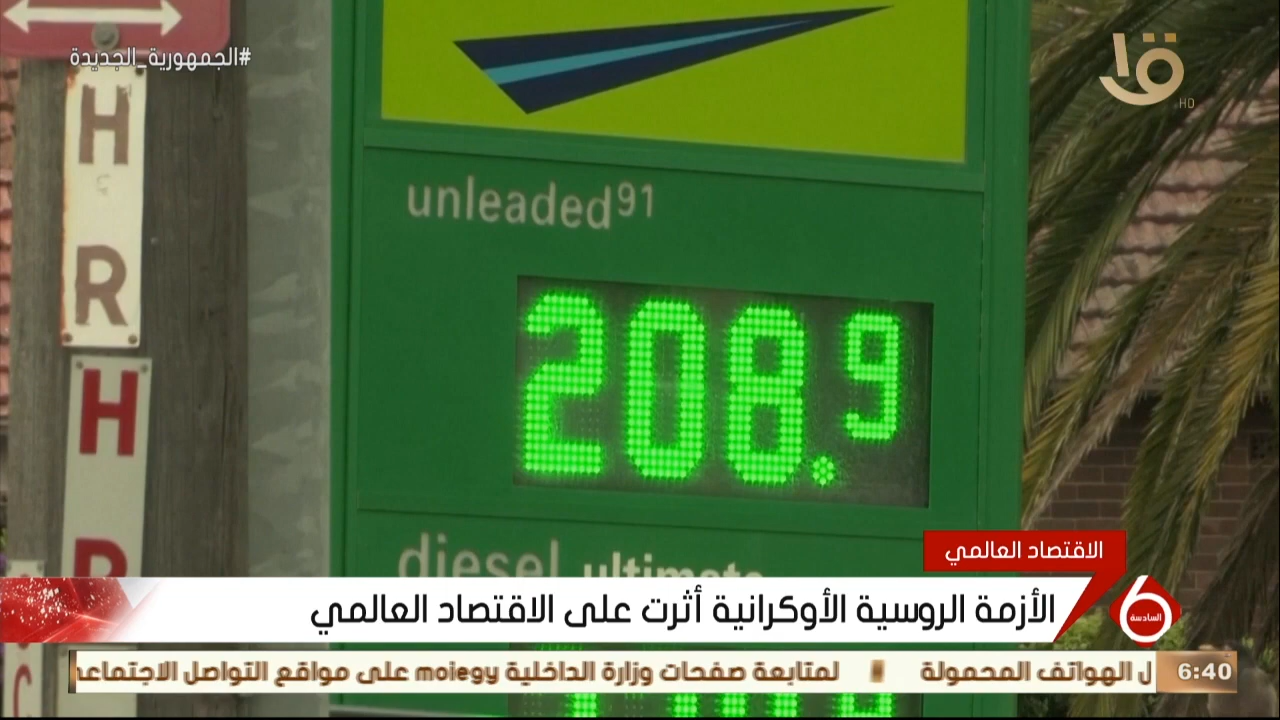 #الجمهورية_الجديدة
HD
H
R
H
R
unleaded91
208.9
diesel ultimate
الاقتصاد العالمي
الأزمة الروسية الأوكرانية أثرت على الاقتصاد العالمي
السادسة
6:40
الهواتف المحمولة
لمتابعة صفحات وزارة الداخلية moiegy على مواقع التواصل